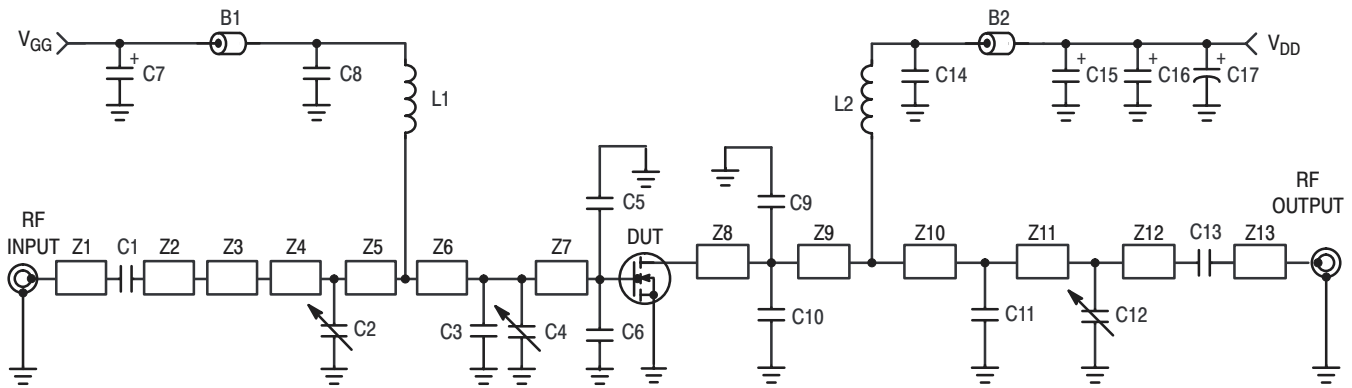 B1
B2
V_GG
V_DD
+
C7
C8
L1
L2
C14
+
C15
+
C16
+
C17
C5
C9
RF
INPUT
Z1
C1
Z2
Z3
Z4
Z5
Z6
Z7
DUT
Z8
Z9
Z10
Z11
Z12
C13
Z13
RF
OUTPUT
C2
C3
C4
C6
C10
C11
C12